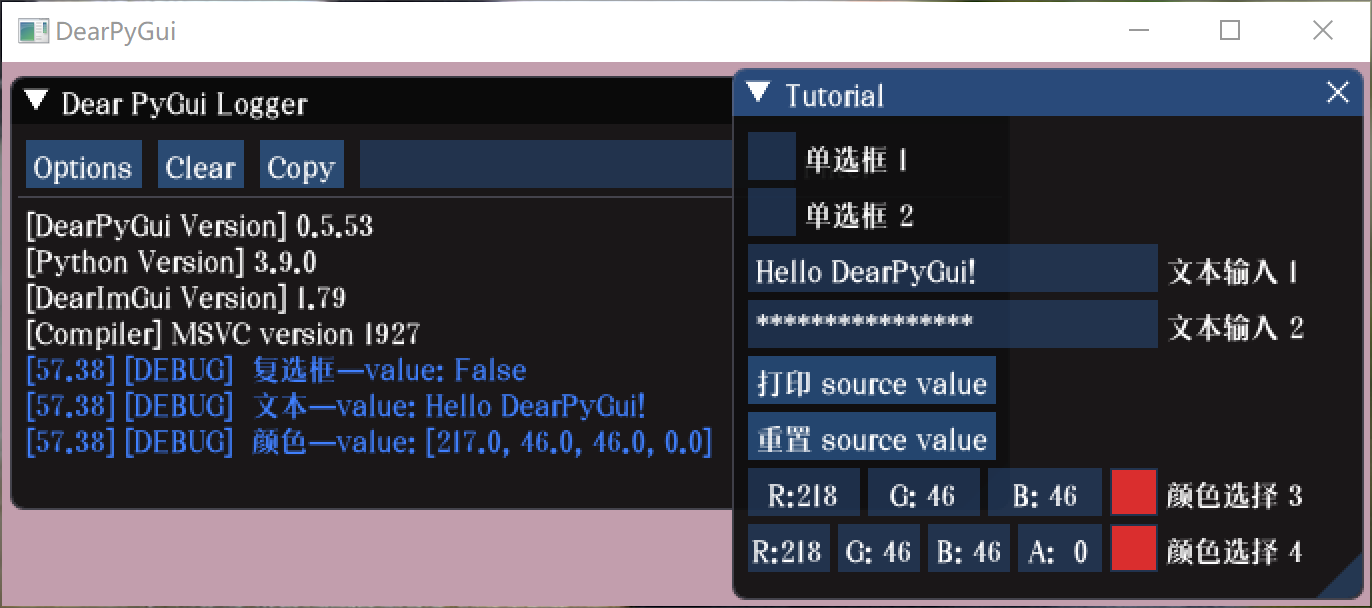 DearPyGui
Dear PyGui Logger
Options Clear Copy
[DearPyGui Version] 0.5.53
[Python Version] 3.9.0
[DearImGui Version] 1.79
[Compiler] MSVC version 1927
[57.38] [DEBUG] 复选框—value: False
[57.38] [DEBUG] 文本—value: Hello DearPyGui!
[57.38] [DEBUG] 颜色—value: [217.0, 46.0, 46.0, 0.0]
Tutorial
单选框 1
单选框 2
Hello DearPyGui! 文本输入 1
**************** 文本输入 2
打印 source value
重置 source value
R:218 G: 46 B: 46 颜色选择 3
R:218 G: 46 B: 46 A: 0 颜色选择 4